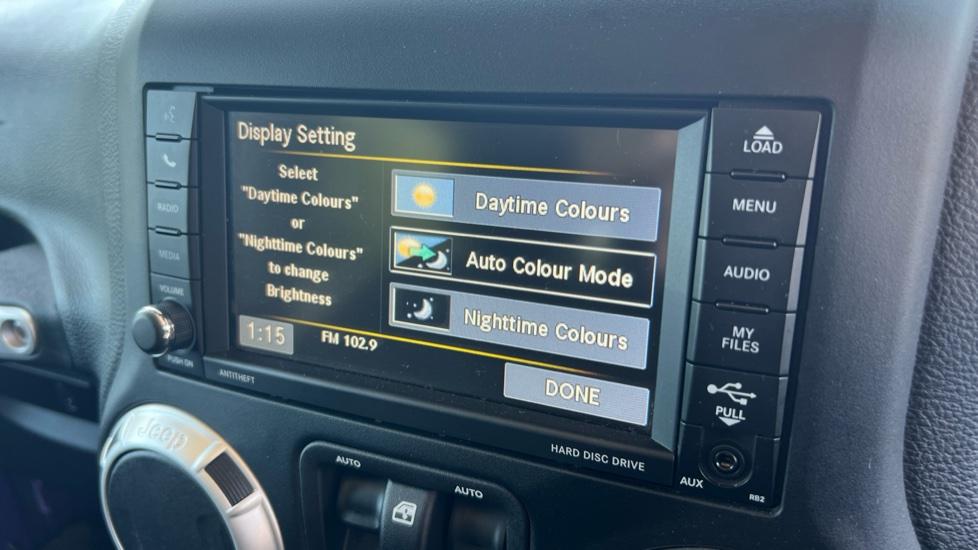 Display Setting
Select
"Daytime Colours"
or
"Nighttime Colours"
to change
Brightness
Daytime Colours
Auto Colour Mode
Nighttime Colours
DONE
1:15
FM 102.9
RADIO
MEDIA
VOLUME
PUSH ON
ANTITHEFT
LOAD
MENU
AUDIO
MY
FILES
PULL
HARD DISC DRIVE
AUX
RB2
Jeep
AUTO
AUTO